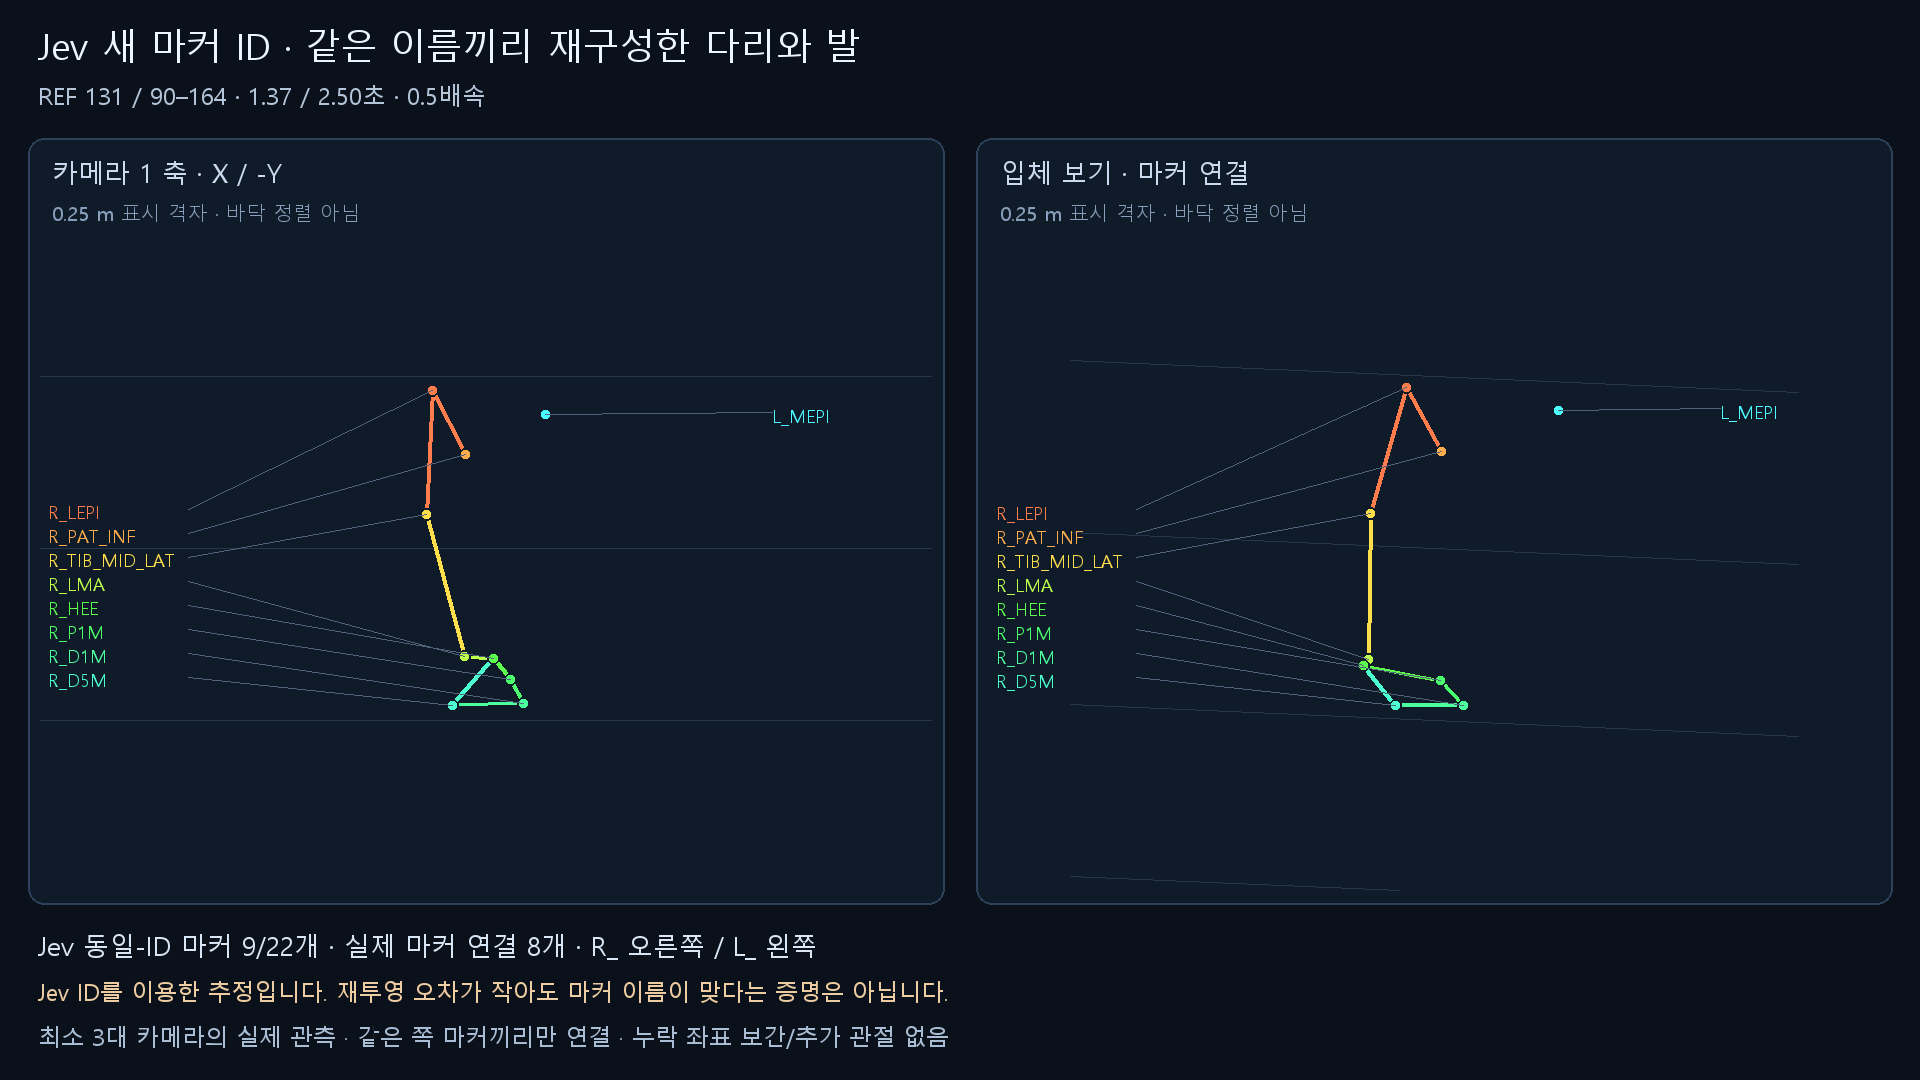 Jev 새 마커 ID · 같은 이름끼리 재구성한 다리와 발
REF 131 / 90–164 · 1.37 / 2.50초 · 0.5배속
카메라 1 축 · X / -Y
0.25 m 표시 격자 · 바닥 정렬 아님
L_MEPI
R_LEPI
R_PAT_INF
R_TIB_MID_LAT
R_LMA
R_HEE
R_P1M
R_D1M
R_D5M
입체 보기 · 마커 연결
0.25 m 표시 격자 · 바닥 정렬 아님
L_MEPI
R_LEPI
R_PAT_INF
R_TIB_MID_LAT
R_LMA
R_HEE
R_P1M
R_D1M
R_D5M
Jev 동일-ID 마커 9/22개 · 실제 마커 연결 8개 · R_ 오른쪽 / L_ 왼쪽
Jev ID를 이용한 추정입니다. 재투영 오차가 작아도 마커 이름이 맞다는 증명은 아닙니다.
최소 3대 카메라의 실제 관측 · 같은 쪽 마커끼리만 연결 · 누락 좌표 보간/추가 관절 없음